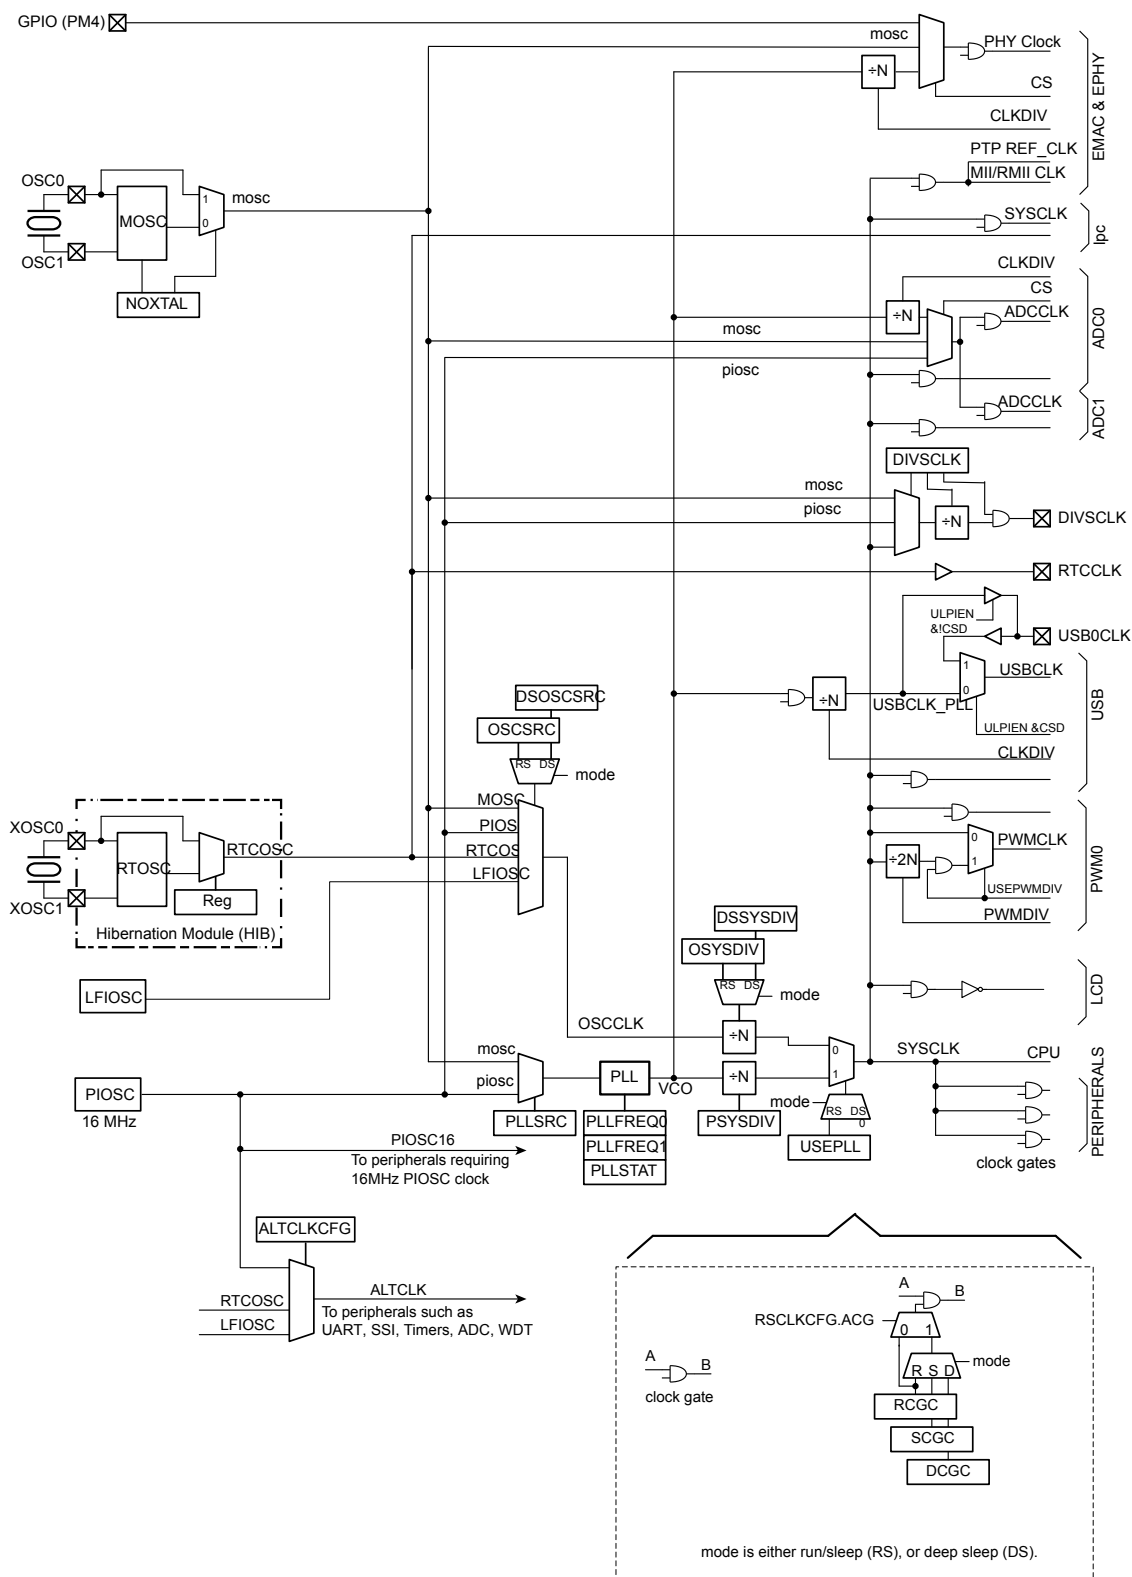 GPIO (PM4)
mosc
PHY Clock
÷N
CS
CLKDIV
EMAC & EPHY
PTP REF_CLK
MII/RMII CLK
OSC0
MOSC
1
0
mosc
OSC1
NOXTAL
SYSCLK
lpc
CLKDIV
CS
÷N
ADCCLK
mosc
piosc
ADC0
ADCCLK
ADC1
DIVSCLK
mosc
piosc
÷N
DIVSCLK
RTCCLK
ULPIEN
&!CSD
USB0CLK
1
0
USBCLK
÷N
USBCLK_PLL
ULPIEN &CSD
CLKDIV
USB
DSOSCSRC
OSCSRC
RS DS
mode
MOSC
PIOS
RTCOS
LFIOSC
XOSC0
RTOSC
RTCOSC
XOSC1
Reg
Hibernation Module (HIB)
0
PWMCLK
÷2N
1
USEPWMDIV
PWMDIV
PWM0
DSSYSDIV
OSYSDIV
RS DS
mode
LFIOSC
LCD
OSCCLK
÷N
0
1
SYSCLK
CPU
mosc
piosc
PLL
VCO
÷N
PIOSC
16 MHz
PLLSRC
PLLFREQ0
PLLFREQ1
PLLSTAT
PSYSDIV
mode
RS DS
0
USEPLL
PERIPHERALS
clock gates
PIOSC16
To peripherals requiring
16MHz PIOSC clock
ALTCLKCFG
RTCOSC
LFIOSC
ALTCLK
To peripherals such as
UART, SSI, Timers, ADC, WDT
A
B
RSCLKCFG.ACG
0 1
A
B
clock gate
mode
R S D
RCGC
SCGC
DCGC
mode is either run/sleep (RS), or deep sleep (DS).